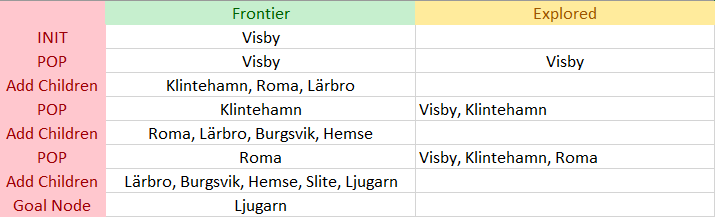 Frontier Explored
INIT Visby
POP Visby Visby
Add Children Klintehamn, Roma, Lärbro
POP Klintehamn Visby, Klintehamn
Add Children Roma, Lärbro, Burgsvik, Hemse
POP Roma Visby, Klintehamn, Roma
Add Children Lärbro, Burgsvik, Hemse, Slite, Ljugarn
Goal Node Ljugarn